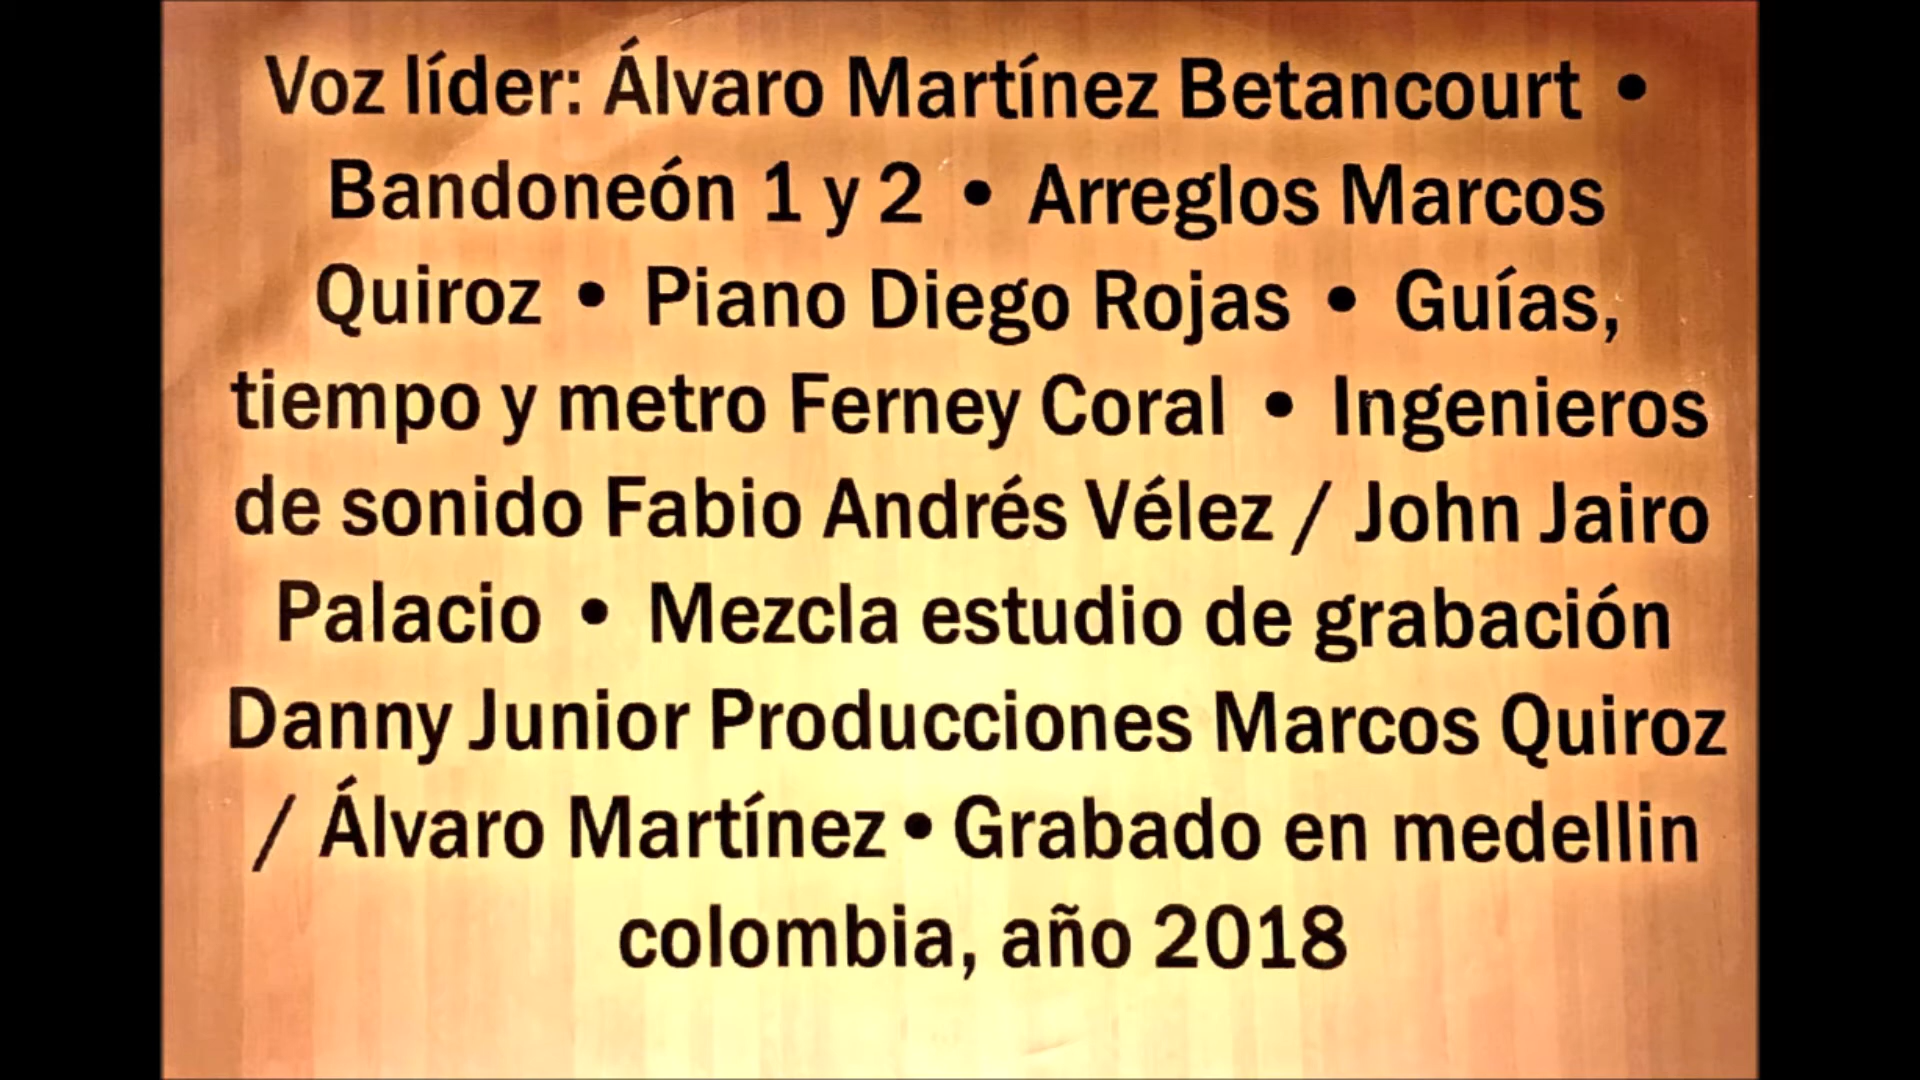 Voz líder: Álvaro Martínez Betancourt •
Bandoneón 1 y 2 • Arreglos Marcos
Quiroz • Piano Diego Rojas • Guías,
tiempo y metro Ferney Coral • Ingenieros
de sonido Fabio Andrés Vélez / John Jairo
Palacio • Mezcla estudio de grabación
Danny Junior Producciones Marcos Quiroz
/ Álvaro Martínez • Grabado en medellin
colombia, año 2018